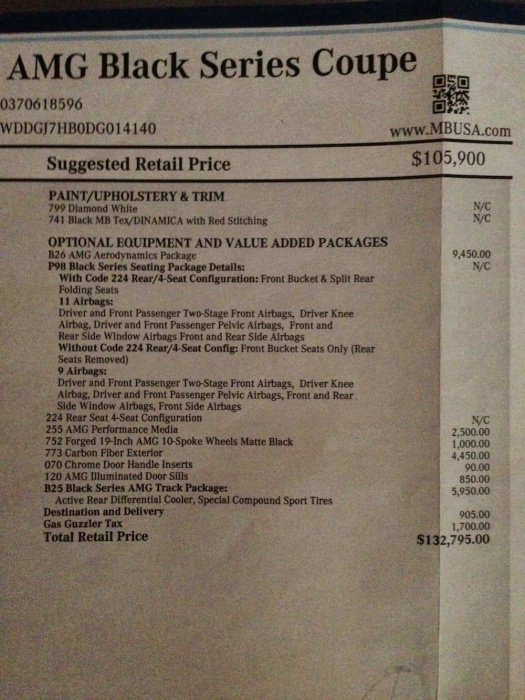 AMG Black Series Coupe
0370618596
WDDGJ7HB0DG014140
www.MBUSA.com
Suggested Retail Price $105,900
PAINT/UPHOLSTERY & TRIM
799 Diamond White N/C
741 Black MB Tex/DINAMICA with Red Stitching N/C
OPTIONAL EQUIPMENT AND VALUE ADDED PACKAGES
B26 AMG Aerodynamics Package 9,450.00
P98 Black Series Seating Package Details: N/C
With Code 224 Rear/4-Seat Configuration: Front Bucket & Split Rear
Folding Seats
11 Airbags:
Driver and Front Passenger Two-Stage Front Airbags, Driver Knee
Airbag, Driver and Front Passenger Pelvic Airbags, Front and
Rear Side Window Airbags Front and Rear Side Airbags
Without Code 224 Rear/4-Seat Config: Front Bucket Seats Only (Rear
Seats Removed)
9 Airbags:
Driver and Front Passenger Two-Stage Front Airbags, Driver Knee
Airbag, Driver and Front Passenger Pelvic Airbags, Front and Rear
Side Window Airbags, Front Side Airbags
224 Rear Seat 4-Seat Configuration N/C
255 AMG Performance Media 2,500.00
752 Forged 19-Inch AMG 10-Spoke Wheels Matte Black 1,000.00
773 Carbon Fiber Exterior 4,450.00
070 Chrome Door Handle Inserts 90.00
120 AMG Illuminated Door Sills 850.00
B25 Black Series AMG Track Package: 5,950.00
Active Rear Differential Cooler, Special Compound Sport Tires
Destination and Delivery 905.00
Gas Guzzler Tax 1,700.00
Total Retail Price $132,795.00